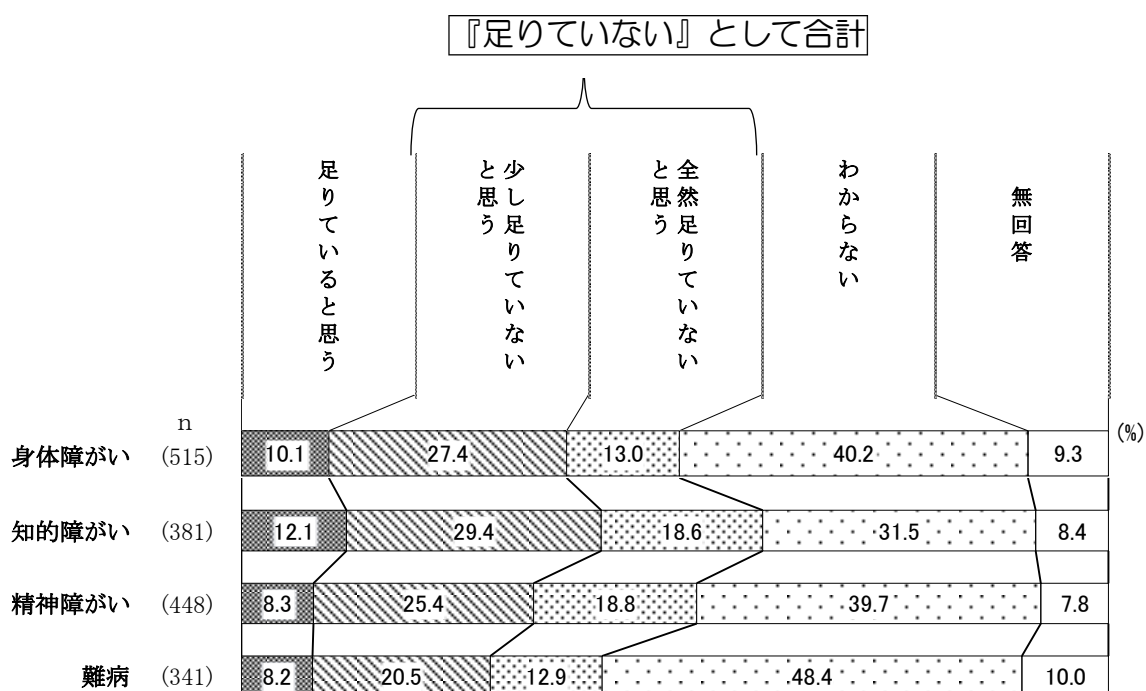 『足りていない』として合計
足りていると思う
少し足りていない
と思う
全然足りていない
と思う
わからない
無回答
n
(%)
身体障がい (515) 10.1 27.4 13.0 40.2 9.3
知的障がい (381) 12.1 29.4 18.6 31.5 8.4
精神障がい (448) 8.3 25.4 18.8 39.7 7.8
難病 (341) 8.2 20.5 12.9 48.4 10.0